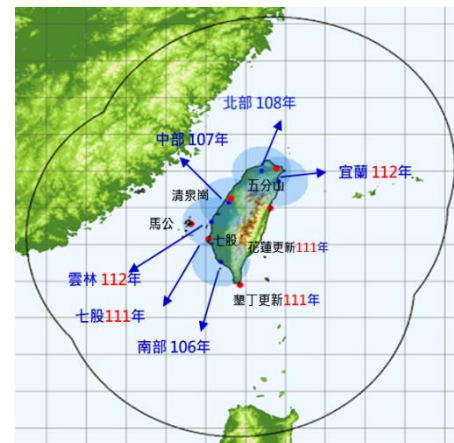 北部 108年
中部 107年
宜蘭 112年
五分山
清泉崗
馬公
七股
花蓮更新111年
雲林 112年
墾丁更新111年
七股111年
南部 106年